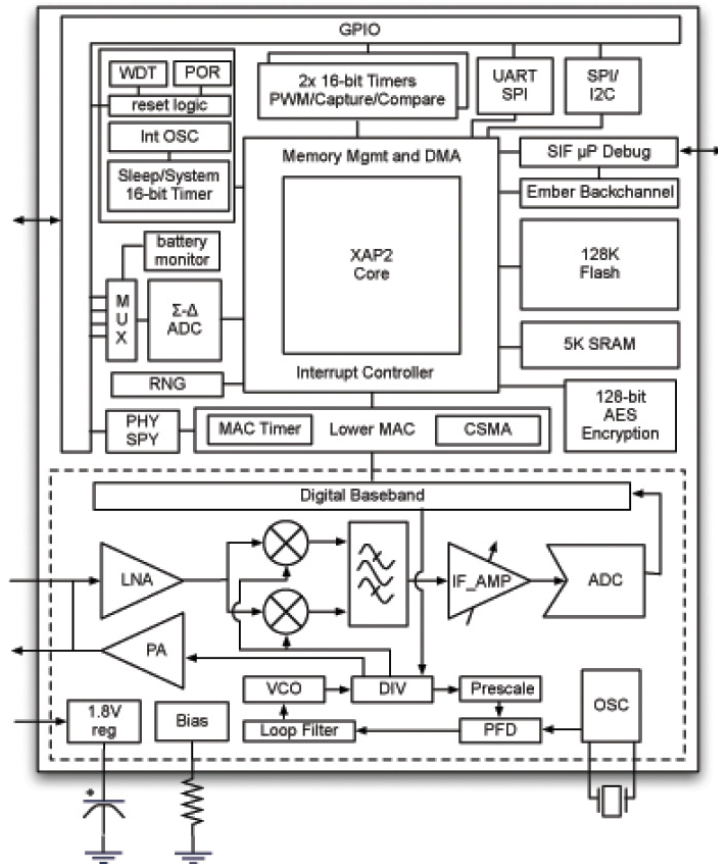 GPIO
WDT
POR
reset logic
Int OSC
Sleep/System
16-bit Timer
2x 16-bit Timers
PWM/Capture/Compare
UART
SPI
SPI/
I2C
Memory Mgmt and DMA
SIF µP Debug
Ember Backchannel
XAP2
Core
128K
Flash
battery
monitor
M
U
X
Σ-Δ
ADC
5K SRAM
RNG
Interrupt Controller
128-bit
AES
Encryption
PHY
SPY
MAC Timer
Lower MAC
CSMA
Digital Baseband
LNA
IF_AMP
ADC
PA
VCO
DIV
Prescale
OSC
1.8V
reg
Bias
Loop Filter
PFD
+